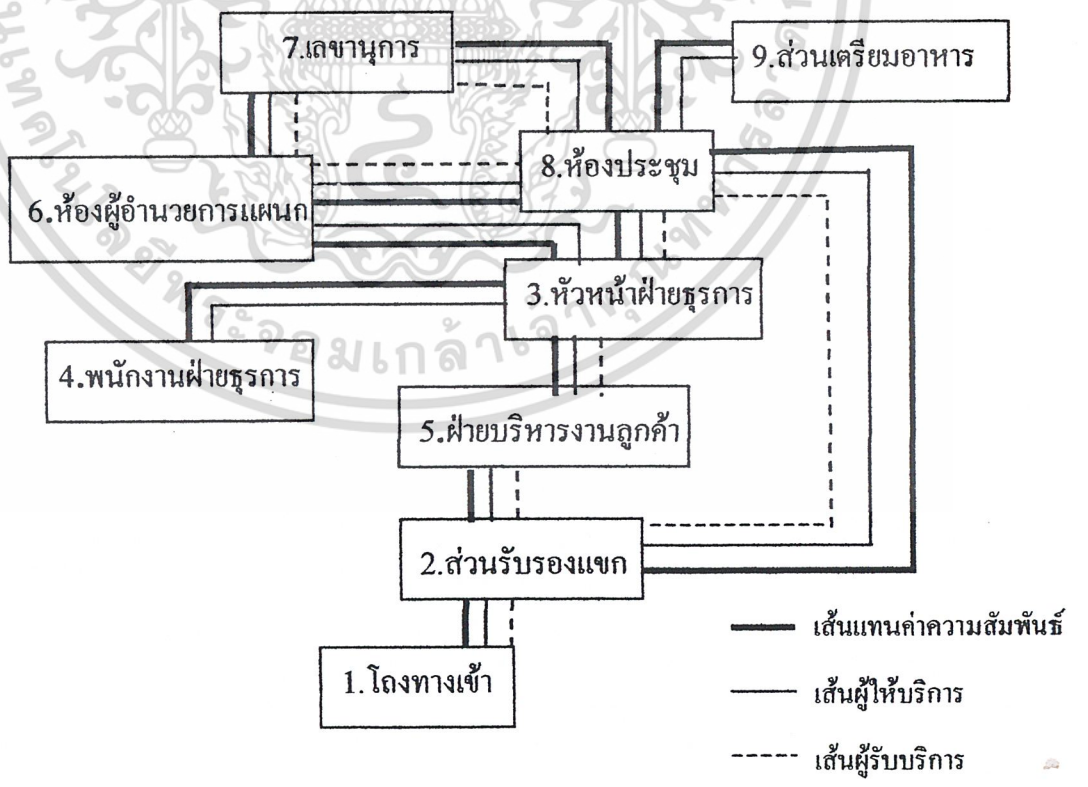 7.เลขานุการ
9.ส่วนเตรียมอาหาร
8.ห้องประชุม
6.ห้องผู้อำนวยการแผนก
3.หัวหน้าฝ่ายธุรการ
4.พนักงานฝ่ายธุรการ
5.ฝ่ายบริหารงานลูกค้า
2.ส่วนรับรองแขก
1.โถงทางเข้า
เส้นแทนค่าความสัมพันธ์
เส้นผู้ให้บริการ
เส้นผู้รับบริการ